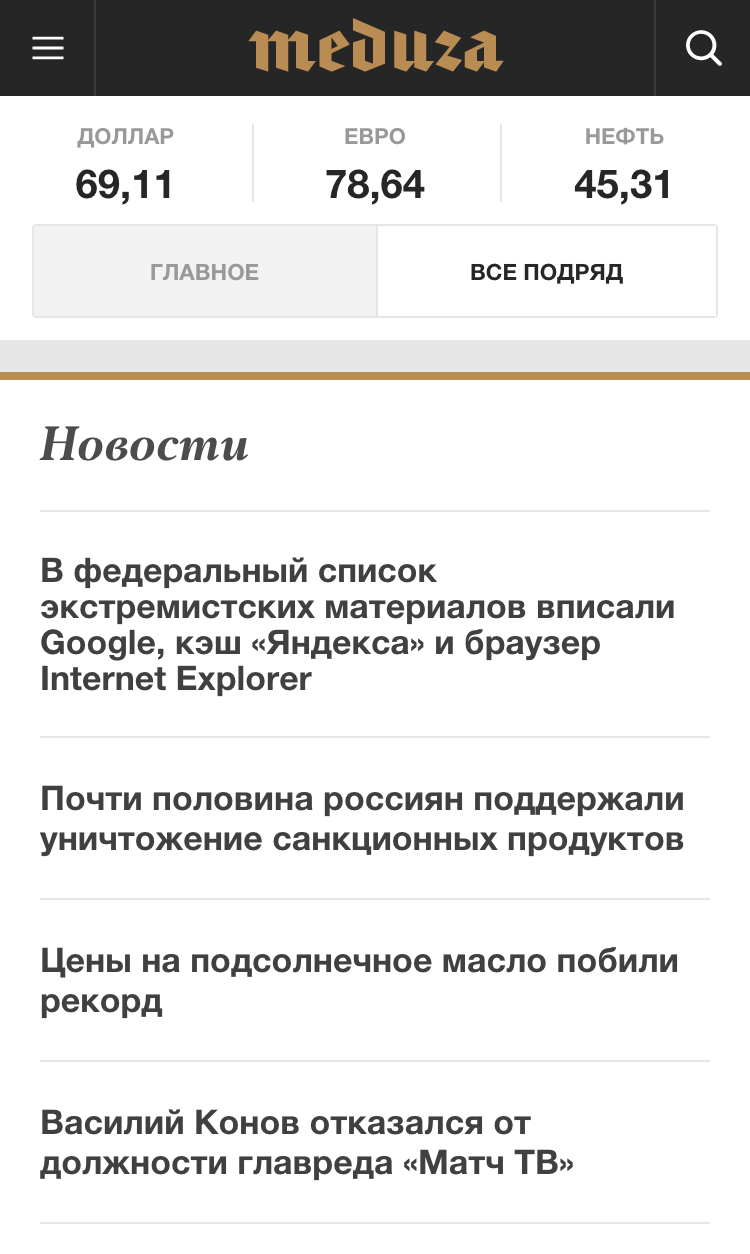 meduza
ДОЛЛАР ЕВРО НЕФТЬ
69,11 78,64 45,31
ГЛАВНОЕ ВСЕ ПОДРЯД
Новости
В федеральный список
экстремистских материалов вписали
Google, кэш «Яндекса» и браузер
Internet Explorer
Почти половина россиян поддержали
уничтожение санкционных продуктов
Цены на подсолнечное масло побили
рекорд
Василий Конов отказался от
должности главреда «Матч ТВ»